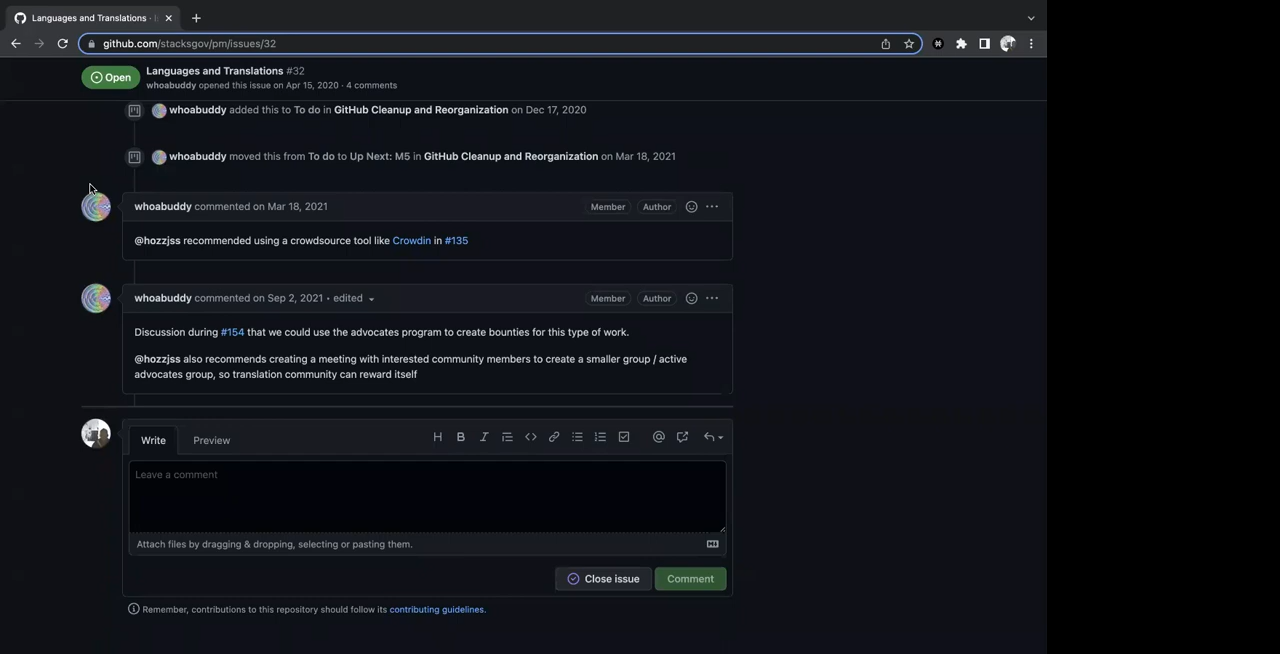 Languages and Translations ·
github.com/stacksgov/pm/issues/32
Open
Languages and Translations #32
whoabuddy opened this issue on Apr 15, 2020 · 4 comments
whoabuddy added this to To do in GitHub Cleanup and Reorganization on Dec 17, 2020
whoabuddy moved this from To do to Up Next: M5 in GitHub Cleanup and Reorganization on Mar 18, 2021
whoabuddy commented on Mar 18, 2021 Member Author
@hozzjss recommended using a crowdsource tool like Crowdin in #135
whoabuddy commented on Sep 2, 2021 • edited Member Author
Discussion during #154 that we could use the advocates program to create bounties for this type of work.
@hozzjss also recommends creating a meeting with interested community members to create a smaller group / active
advocates group, so translation community can reward itself
Write Preview
Leave a comment
Attach files by dragging & dropping, selecting or pasting them.
Close issue Comment
Remember, contributions to this repository should follow its contributing guidelines.